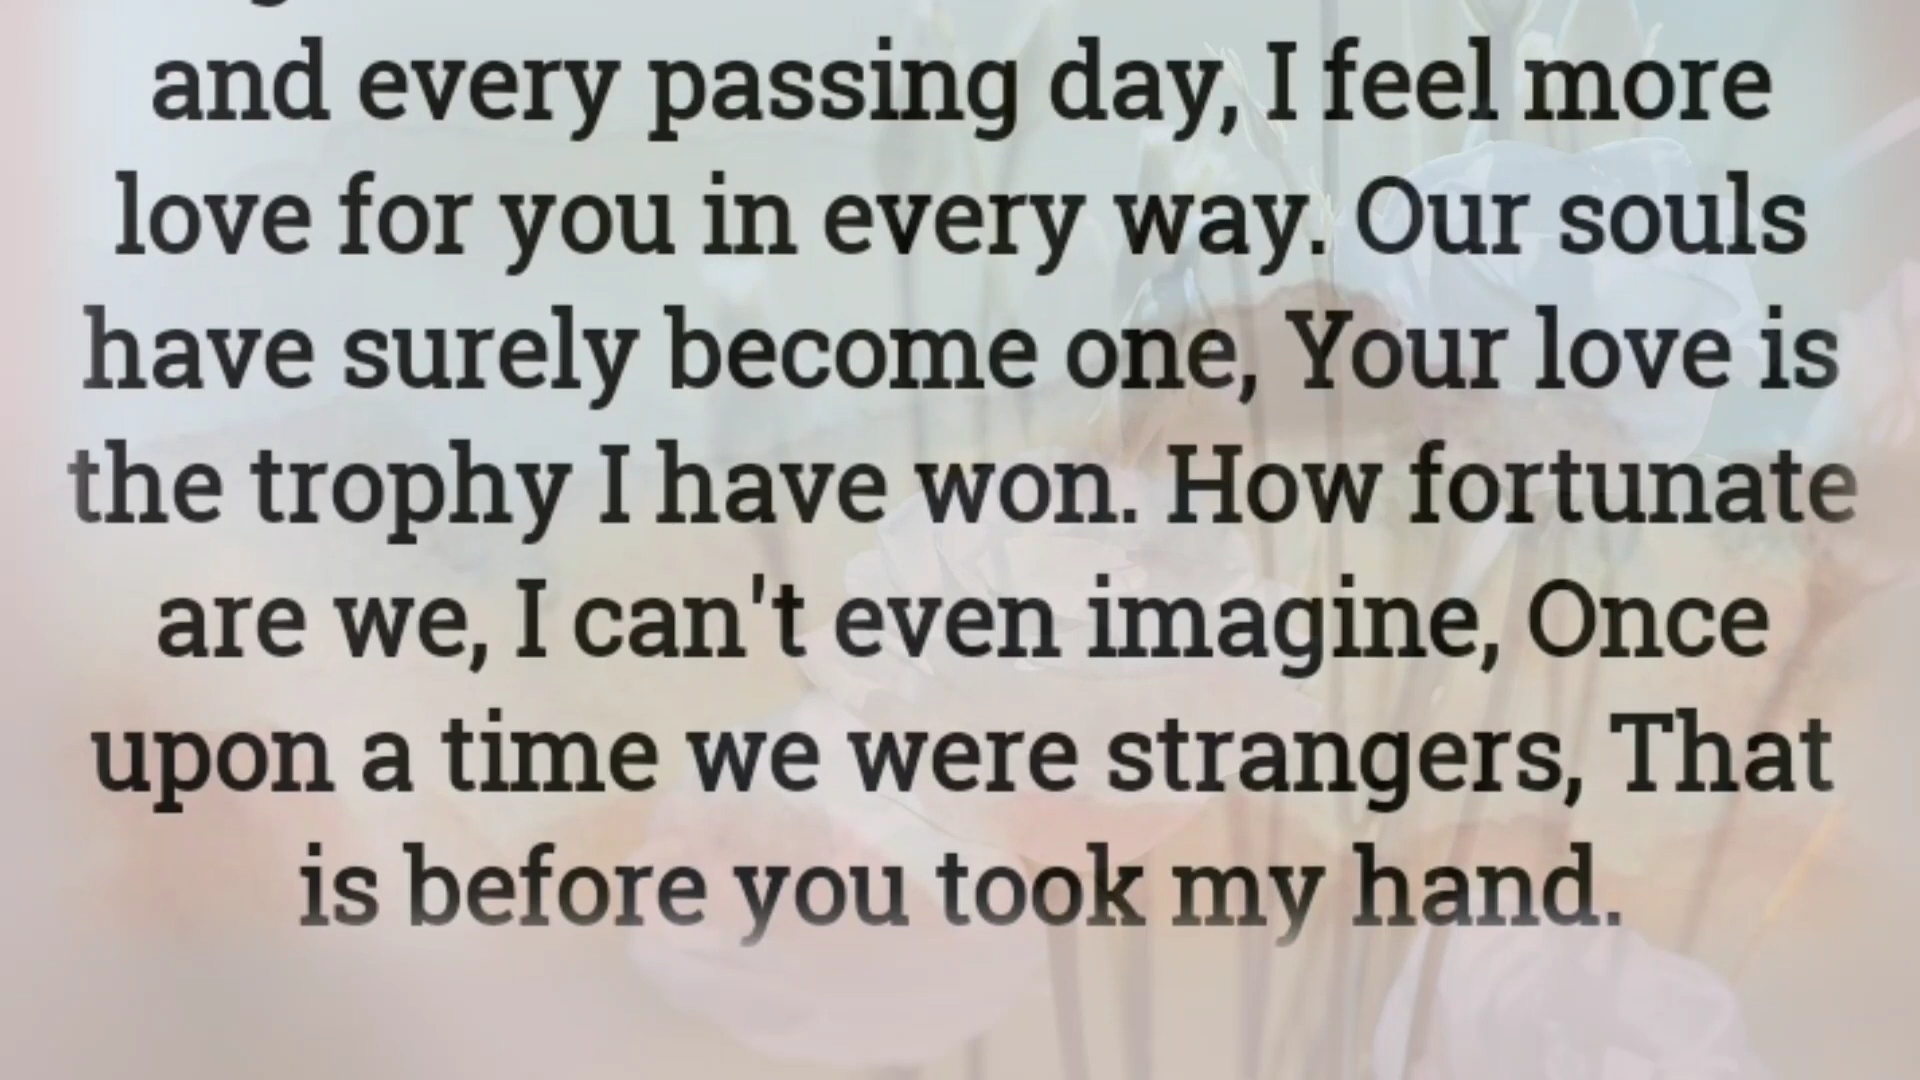 and every passing day, I feel more
love for you in every way. Our souls
have surely become one, Your love is
the trophy I have won. How fortunate
are we, I can't even imagine, Once
upon a time we were strangers, That
is before you took my hand.